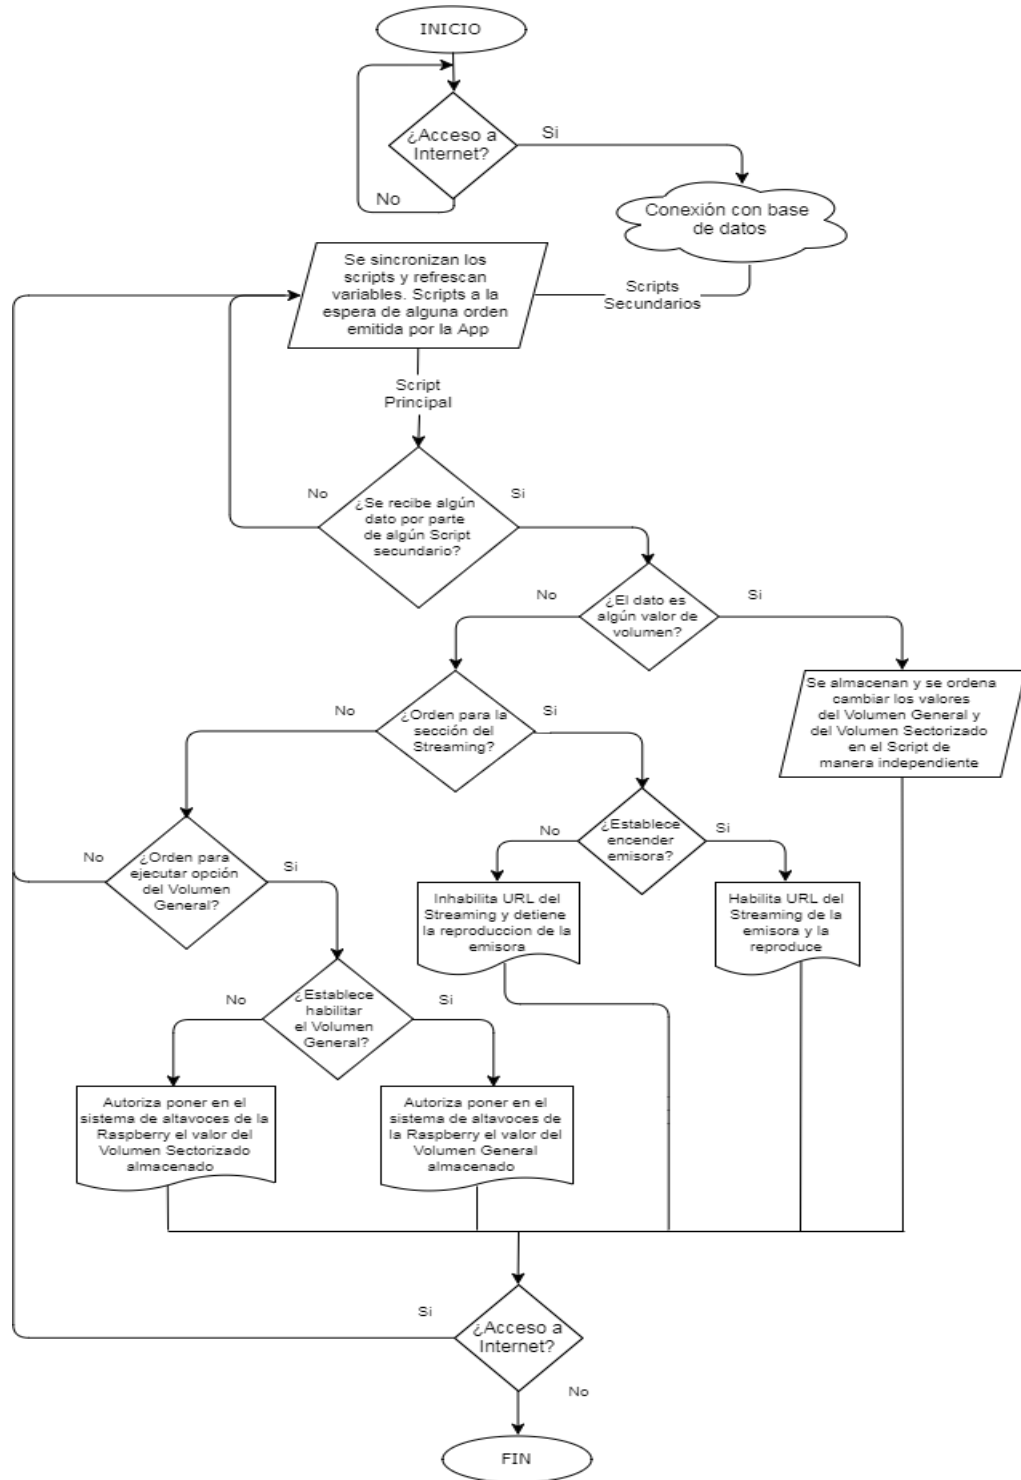 INICIO
¿Acceso a
Internet?
Si
No
Conexión con base
de datos
Se sincronizan los
scripts y refrescan
variables. Scripts a la
espera de alguna orden
emitida por la App
Scripts
Secundarios
Script
Principal
No
Si
¿Se recibe algún
dato por parte
de algún Script
secundario?
No
Si
¿El dato es
algún valor de
volumen?
Se almacenan y se ordena
cambiar los valores
del Volumen General y
del Volumen Sectorizado
en el Script de
manera independiente
No
Si
¿Orden para la
sección del
Streaming?
No
Si
¿Establece
encender
emisora?
No
Si
¿Orden para
ejecutar opción
del Volumen
General?
Inhabilita URL del
Streaming y detiene
la reproduccion de la
emisora
Habilita URL del
Streaming de la
emisora y la
reproduce
No
Si
¿Establece
habilitar
el Volumen
General?
Autoriza poner en el
sistema de altavoces de la
Raspberry el valor del
Volumen Sectorizado
almacenado
Autoriza poner en el
sistema de altavoces de
la Raspberry el valor del
Volumen General
almacenado
Si
¿Acceso a
Internet?
No
FIN